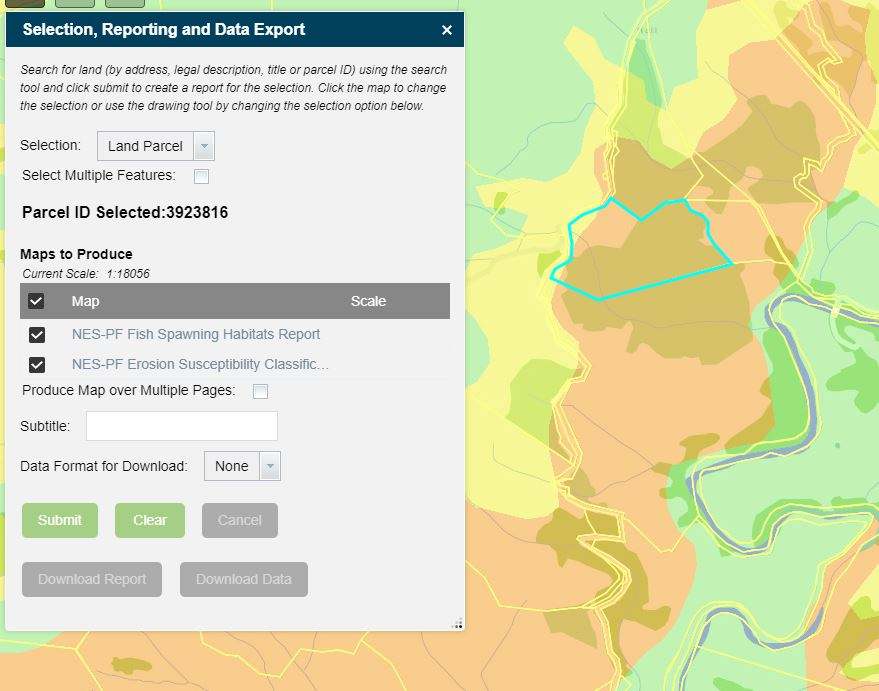 Selection, Reporting and Data Export
Search for land (by address, legal description, title or parcel ID) using the search
tool and click submit to create a report for the selection. Click the map to change
the selection or use the drawing tool by changing the selection option below.
Selection: Land Parcel
Select Multiple Features:
Parcel ID Selected:3923816
Maps to Produce
Current Scale: 1:18056
Map Scale
NES-PF Fish Spawning Habitats Report
NES-PF Erosion Susceptibility Classific...
Produce Map over Multiple Pages:
Subtitle:
Data Format for Download: None
Submit Clear Cancel
Download Report Download Data